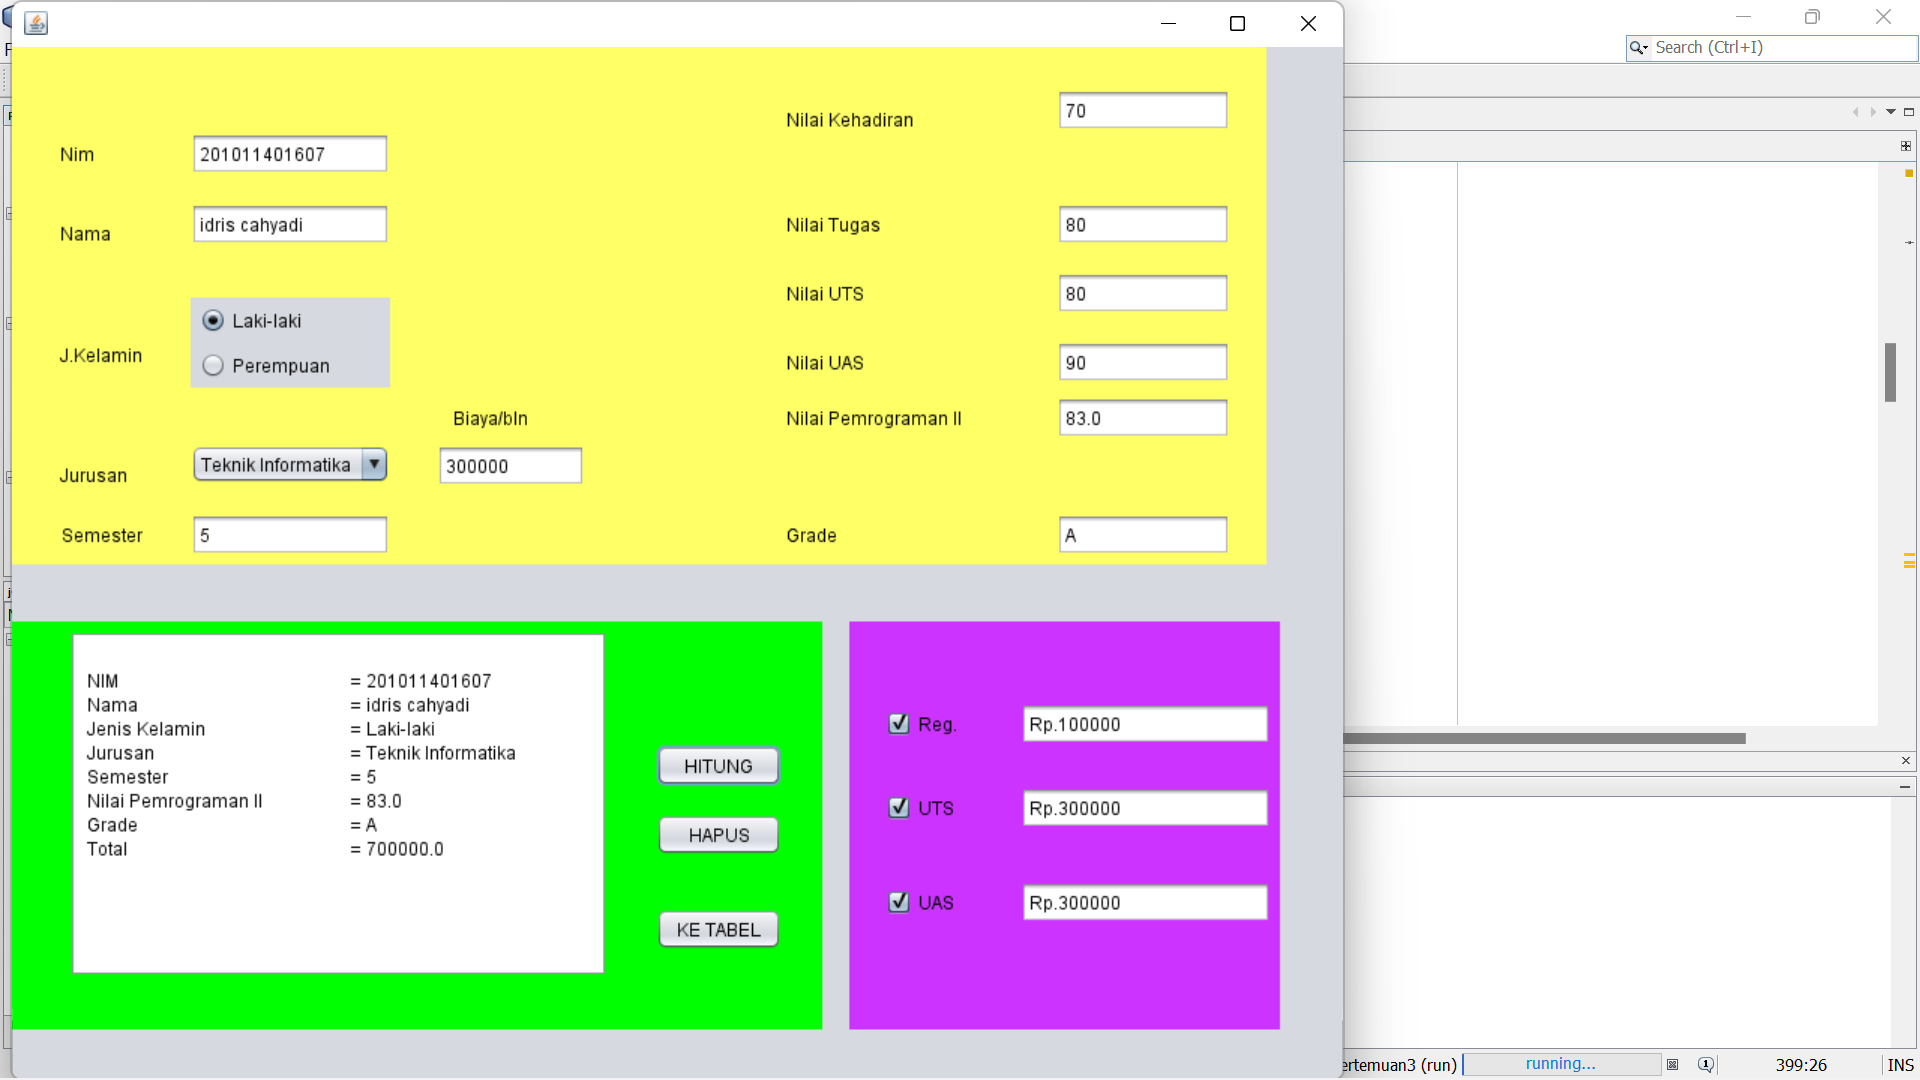 Search (Ctrl+I)
Nim
201011401607
Nama
idris cahyadi
J.Kelamin
Laki-laki
Perempuan
Biaya/bln
Jurusan
Teknik Informatika
300000
Semester
5
Nilai Kehadiran
70
Nilai Tugas
80
Nilai UTS
80
Nilai UAS
90
Nilai Pemrograman II
83.0
Grade
A
NIM = 201011401607
Nama = idris cahyadi
Jenis Kelamin = Laki-laki
Jurusan = Teknik Informatika
Semester = 5
Nilai Pemrograman II = 83.0
Grade = A
Total = 700000.0
HITUNG
HAPUS
KE TABEL
Reg.
Rp.100000
UTS
Rp.300000
UAS
Rp.300000
ertemuan3 (run)
running...
399:26
INS